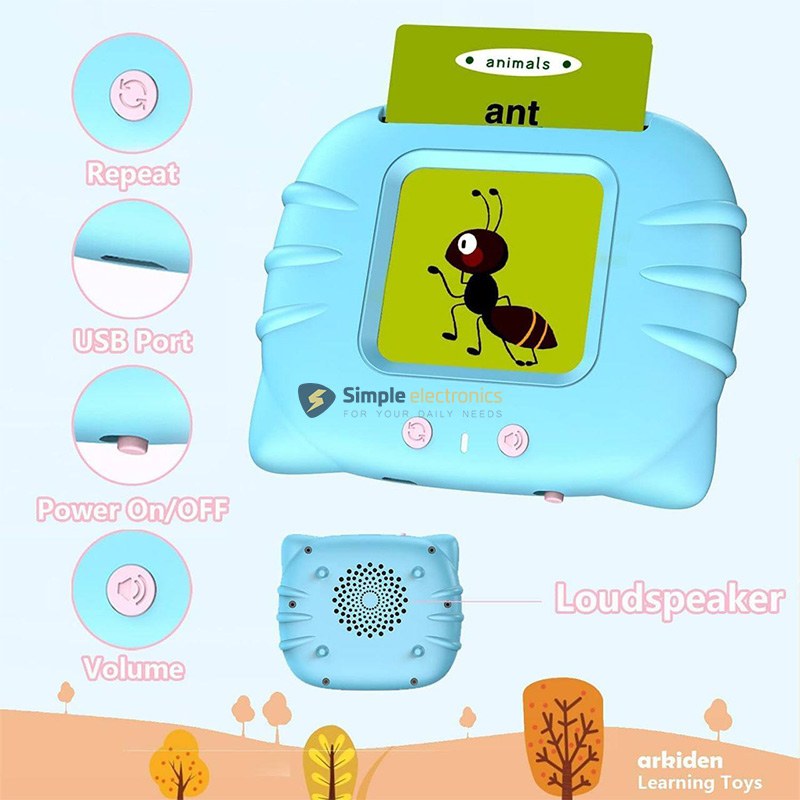 Repeat
USB Port
Power On/OFF
Volume
animals
ant
Simple electronics
FOR YOUR DAILY NEEDS
Loudspeaker
arkiden
Learning Toys